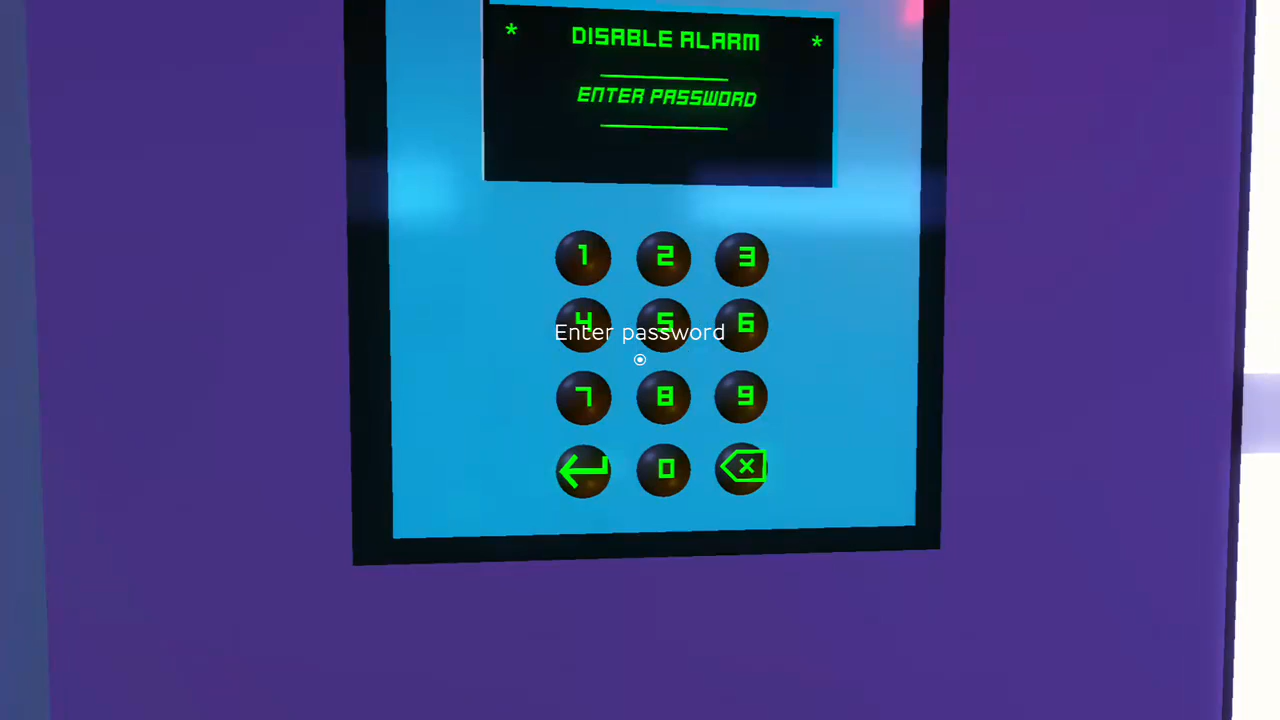 * DISABLE ALARM *
ENTER PASSWORD
1 2 3
4 5 6
Enter password
7 8 9
0